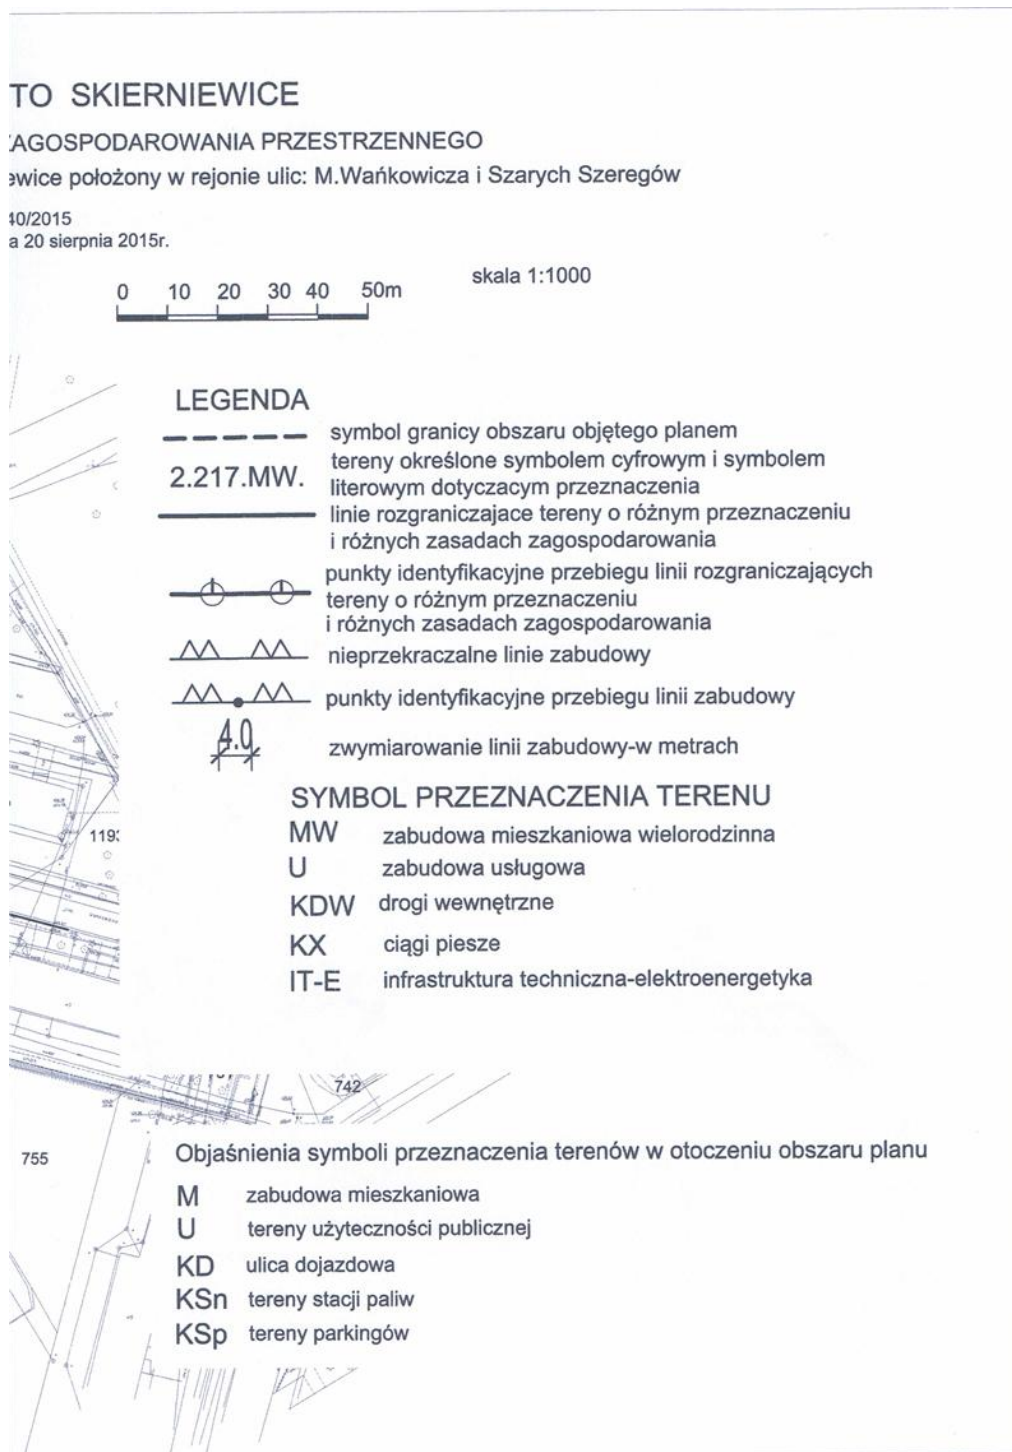 TO SKIERNIEWICE
ZAGOSPODAROWANIA PRZESTRZENNEGO
ewice położony w rejonie ulic: M.Wańkowicza i Szarych Szeregów
40/2015
a 20 sierpnia 2015r.
skala 1:1000
0 10 20 30 40 50m
LEGENDA
symbol granicy obszaru objętego planem
2.217.MW. tereny określone symbolem cyfrowym i symbolem
literowym dotyczacym przeznaczenia
linie rozgraniczajace tereny o różnym przeznaczeniu
i różnych zasadach zagospodarowania
punkty identyfikacyjne przebiegu linii rozgraniczających
tereny o różnym przeznaczeniu
i różnych zasadach zagospodarowania
nieprzekraczalne linie zabudowy
punkty identyfikacyjne przebiegu linii zabudowy
4.0 zwymiarowanie linii zabudowy-w metrach
SYMBOL PRZEZNACZENIA TERENU
MW zabudowa mieszkaniowa wielorodzinna
1193
U zabudowa usługowa
KDW drogi wewnętrzne
KX ciągi piesze
IT-E infrastruktura techniczna-elektroenergetyka
742
755
Objaśnienia symboli przeznaczenia terenów w otoczeniu obszaru planu
M zabudowa mieszkaniowa
U tereny użyteczności publicznej
KD ulica dojazdowa
KSn tereny stacji paliw
KSp tereny parkingów